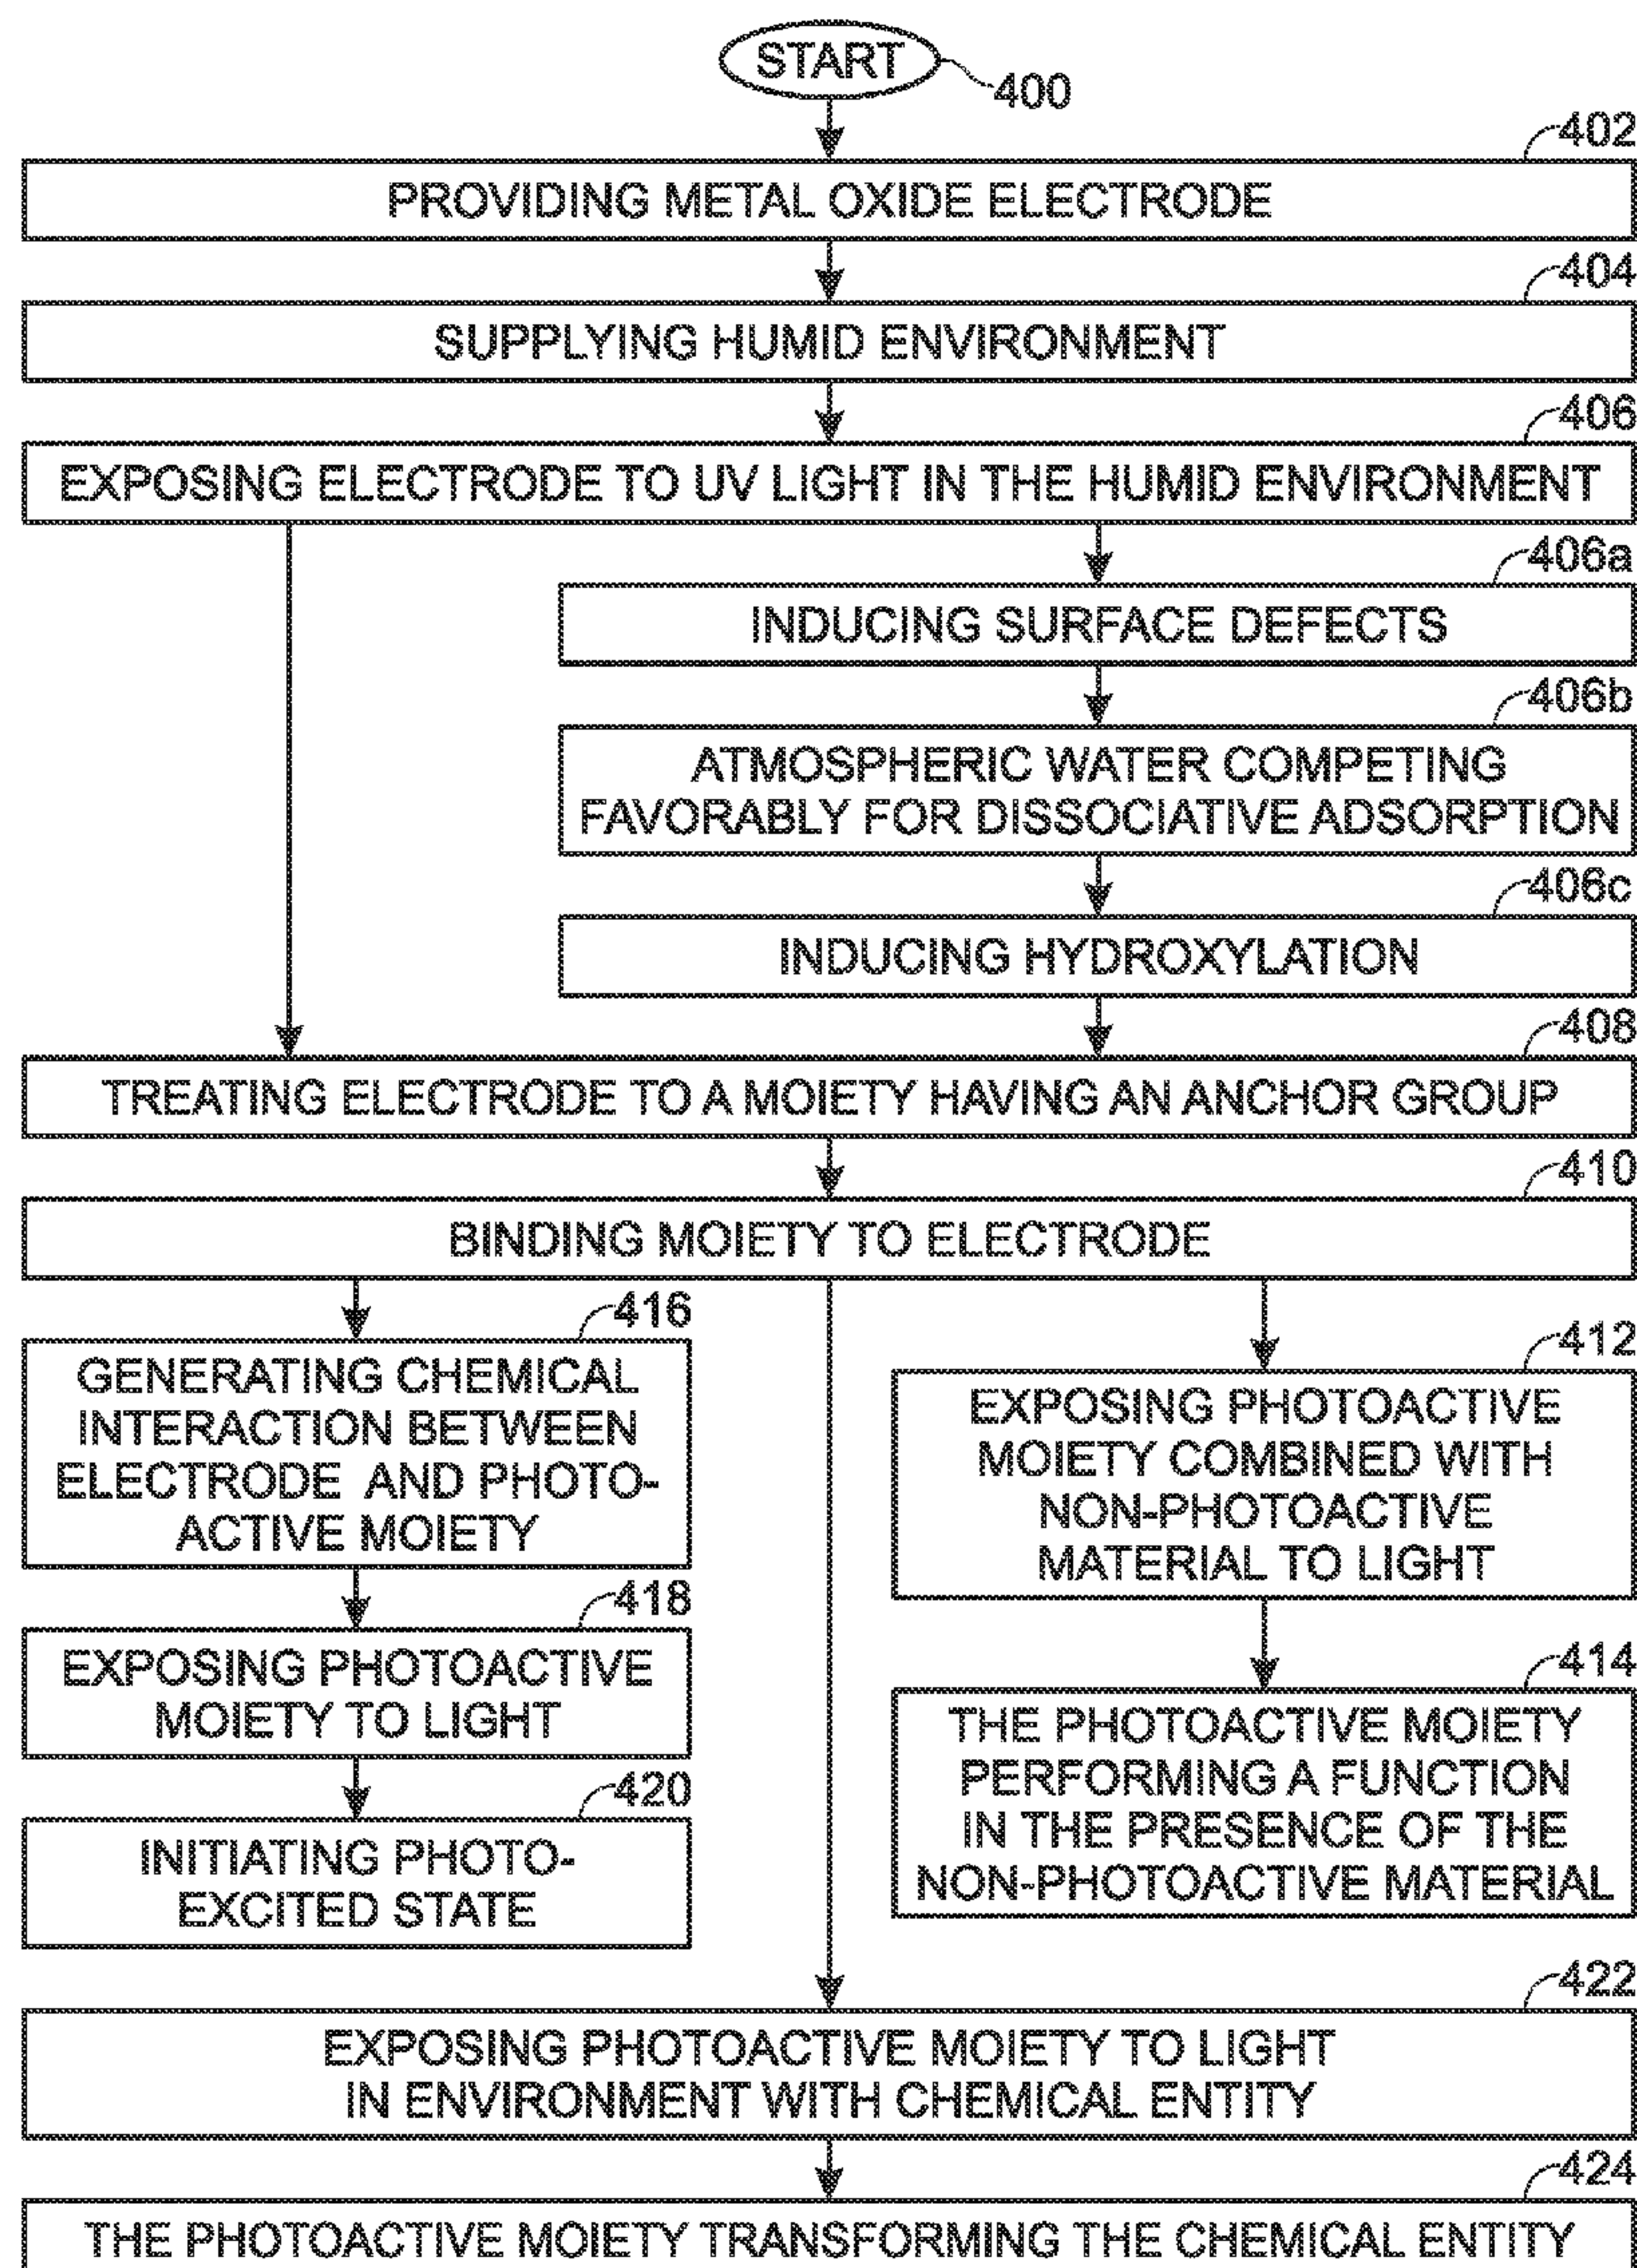 START
400
402
PROVIDING METAL OXIDE ELECTRODE
404
SUPPLYING HUMID ENVIRONMENT
406
EXPOSING ELECTRODE TO UV LIGHT IN THE HUMID ENVIRONMENT
406a
INDUCING SURFACE DEFECTS
406b
ATMOSPHERIC WATER COMPETING
FAVORABLY FOR DISSOCIATIVE ADSORPTION
406c
INDUCING HYDROXYLATION
408
TREATING ELECTRODE TO A MOIETY HAVING AN ANCHOR GROUP
410
BINDING MOIETY TO ELECTRODE
416
GENERATING CHEMICAL
INTERACTION BETWEEN
ELECTRODE AND PHOTO-
ACTIVE MOIETY
418
EXPOSING PHOTOACTIVE
MOIETY TO LIGHT
420
INITIATING PHOTO-
EXCITED STATE
412
EXPOSING PHOTOACTIVE
MOIETY COMBINED WITH
NON-PHOTOACTIVE
MATERIAL TO LIGHT
414
THE PHOTOACTIVE MOIETY
PERFORMING A FUNCTION
IN THE PRESENCE OF THE
NON-PHOTOACTIVE MATERIAL
422
EXPOSING PHOTOACTIVE MOIETY TO LIGHT
IN ENVIRONMENT WITH CHEMICAL ENTITY
424
THE PHOTOACTIVE MOIETY TRANSFORMING THE CHEMICAL ENTITY